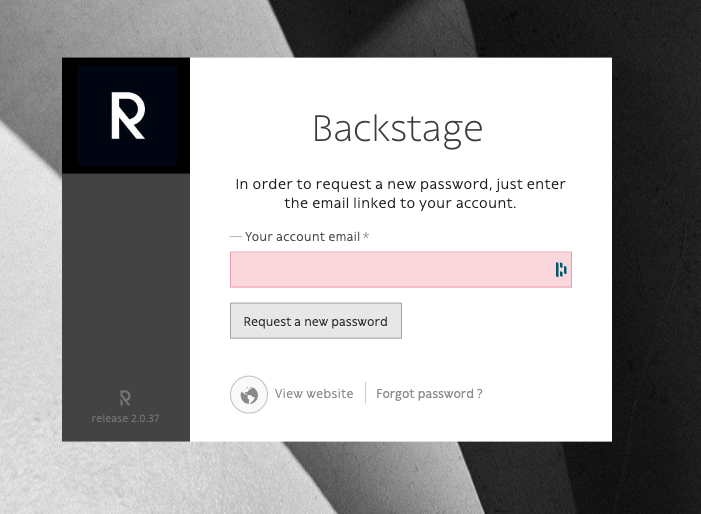 R
Backstage
In order to request a new password, just enter
the email linked to your account.
Your account email *
Request a new password
View website
Forgot password ?
R
release 2.0.37